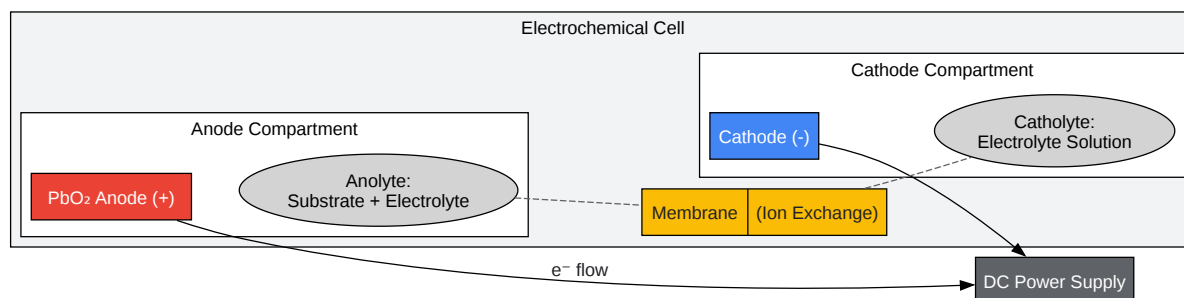 Electrochemical Cell
Cathode Compartment
Cathode (-)
Catholyte:
Electrolyte Solution
Anode Compartment
PbO₂ Anode (+)
Anolyte:
Substrate + Electrolyte
Membrane
(Ion Exchange)
e⁻ flow
DC Power Supply